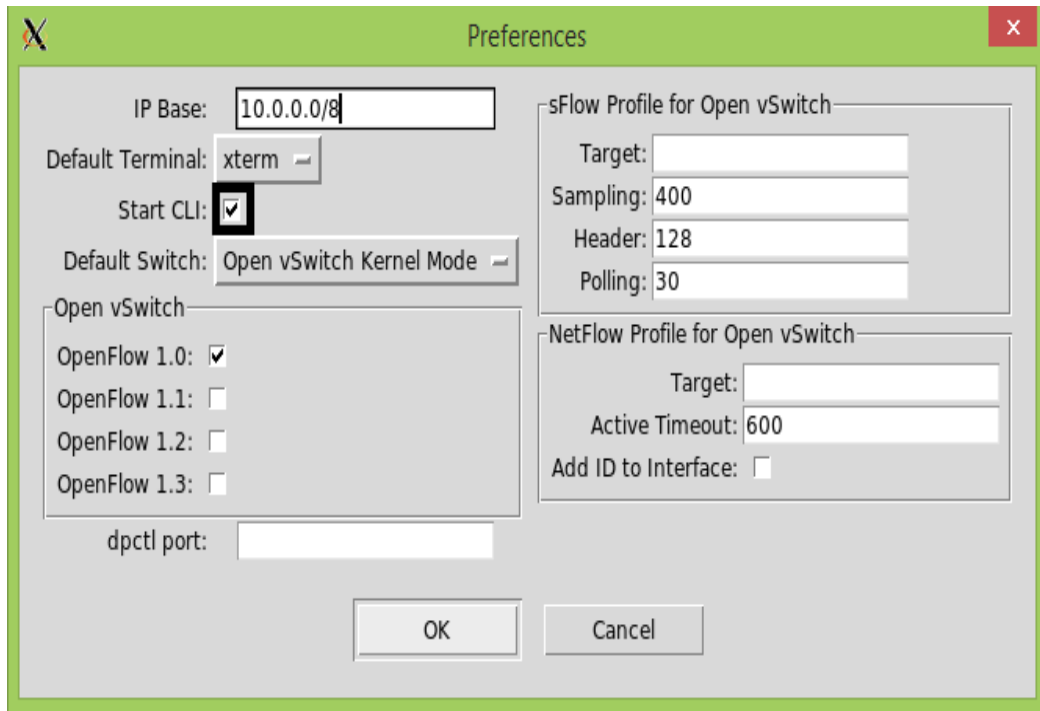 Preferences
x
IP Base: 10.0.0.0/8
Default Terminal: xterm
Start CLI:
Default Switch: Open vSwitch Kernel Mode
Open vSwitch
OpenFlow 1.0:
OpenFlow 1.1:
OpenFlow 1.2:
OpenFlow 1.3:
dpctl port:
sFlow Profile for Open vSwitch
Target:
Sampling: 400
Header: 128
Polling: 30
NetFlow Profile for Open vSwitch
Target:
Active Timeout: 600
Add ID to Interface:
OK
Cancel